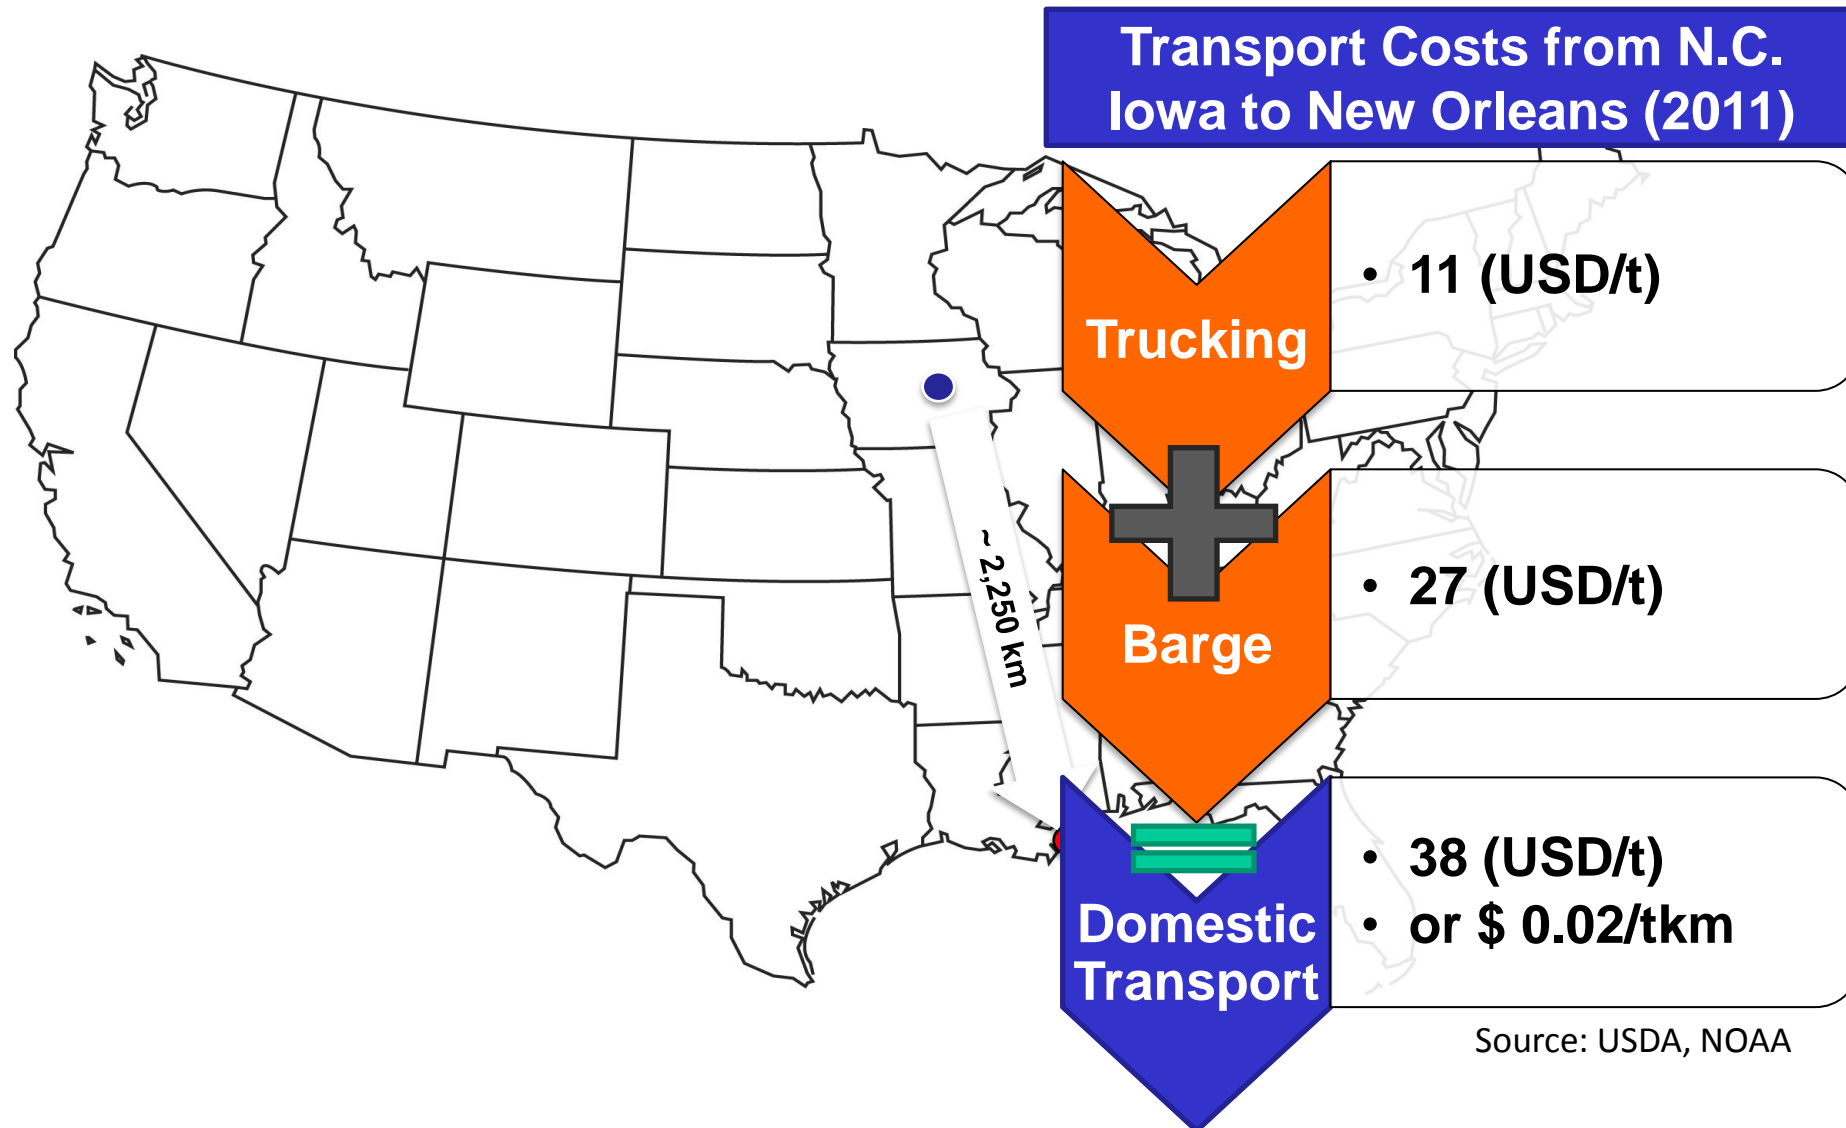 Transport Costs from N.C.
Iowa to New Orleans (2011)
Trucking
• 11 (USD/t)
~ 2,250 km
Barge
• 27 (USD/t)
Domestic
Transport
• 38 (USD/t)
• or $ 0.02/tkm
Source: USDA, NOAA